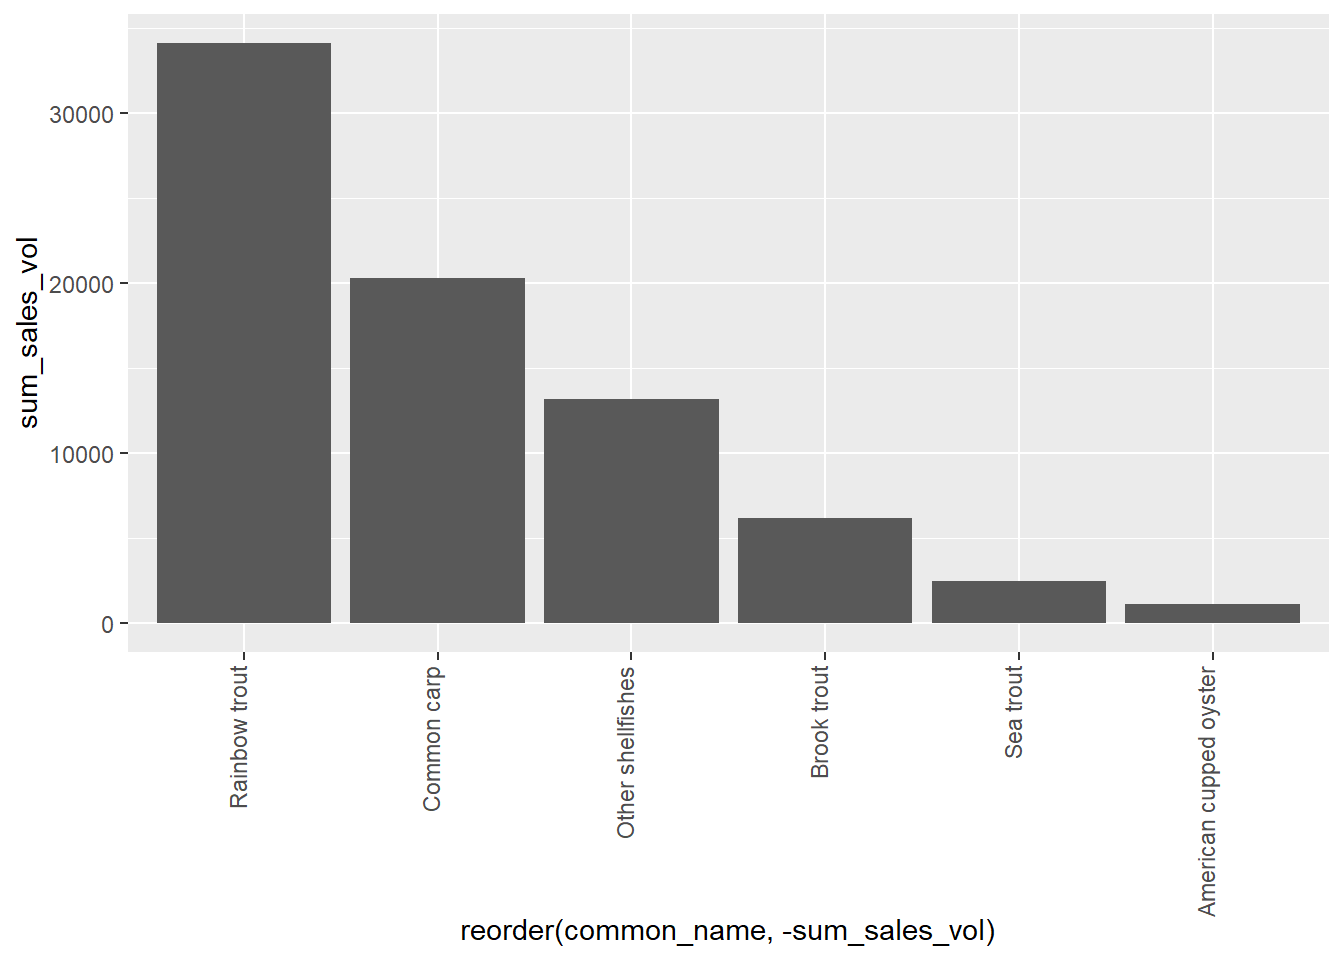 sum_sales_vol
30000
20000
10000
0
Rainbow trout
Common carp
Other shellfishes
Brook trout
Sea trout
American cupped oyster
reorder(common_name, -sum_sales_vol)